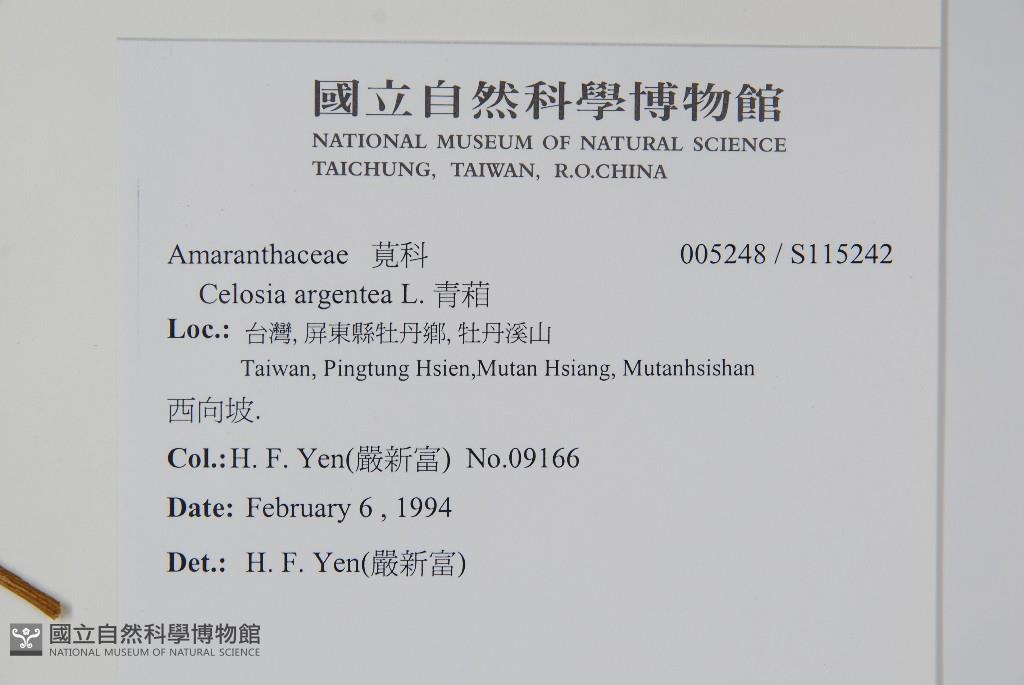 國立自然科學博物館
NATIONAL MUSEUM OF NATURAL SCIENCE
TAICHUNG, TAIWAN, R.O.CHINA
Amaranthaceae 莧科 005248 / S115242
Celosia argentea L. 青葙
Loc.: 台灣, 屏東縣牡丹鄉, 牡丹溪山
Taiwan, Pingtung Hsien,Mutan Hsiang, Mutanhsishan
西向坡.
Col.:H. F. Yen(嚴新富) No.09166
Date: February 6 , 1994
Det.: H. F. Yen(嚴新富)
國立自然科學博物館
NATIONAL MUSEUM OF NATURAL SCIENCE